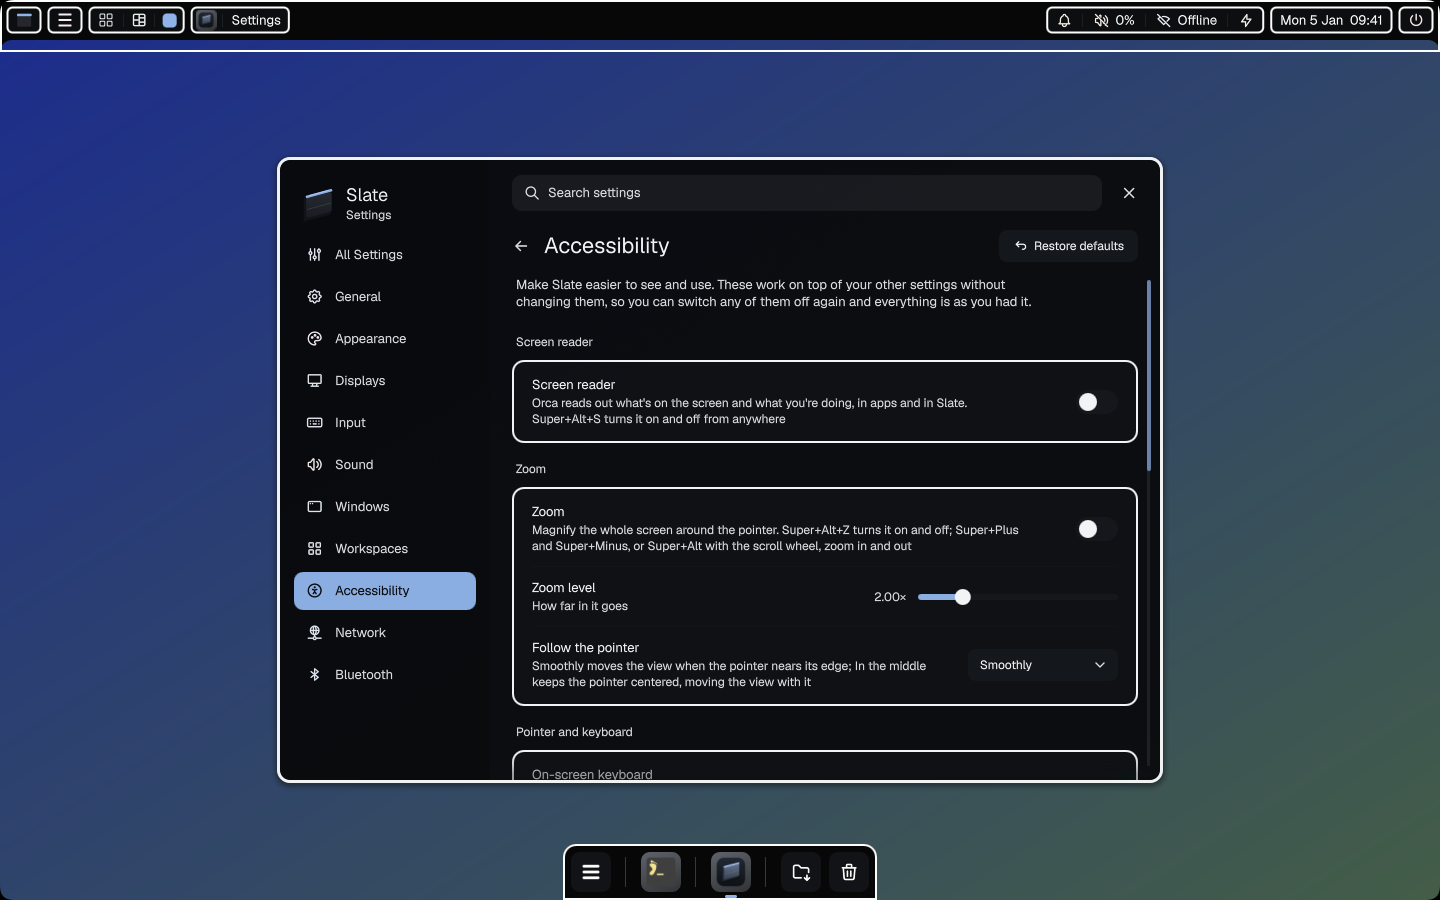 Settings
0%
Offline
Mon 5 Jan 09:41
Slate
Settings
All Settings
General
Appearance
Displays
Input
Sound
Windows
Workspaces
Accessibility
Network
Bluetooth
Search settings
Accessibility
Restore defaults
Make Slate easier to see and use. These work on top of your other settings without
changing them, so you can switch any of them off again and everything is as you had it.
Screen reader
Screen reader
Orca reads out what's on the screen and what you're doing, in apps and in Slate.
Super+Alt+S turns it on and off from anywhere
Zoom
Zoom
Magnify the whole screen around the pointer. Super+Alt+Z turns it on and off; Super+Plus
and Super+Minus, or Super+Alt with the scroll wheel, zoom in and out
Zoom level
How far in it goes
2.00×
Follow the pointer
Smoothly moves the view when the pointer nears its edge; In the middle
keeps the pointer centered, moving the view with it
Smoothly
Pointer and keyboard
On-screen keyboard